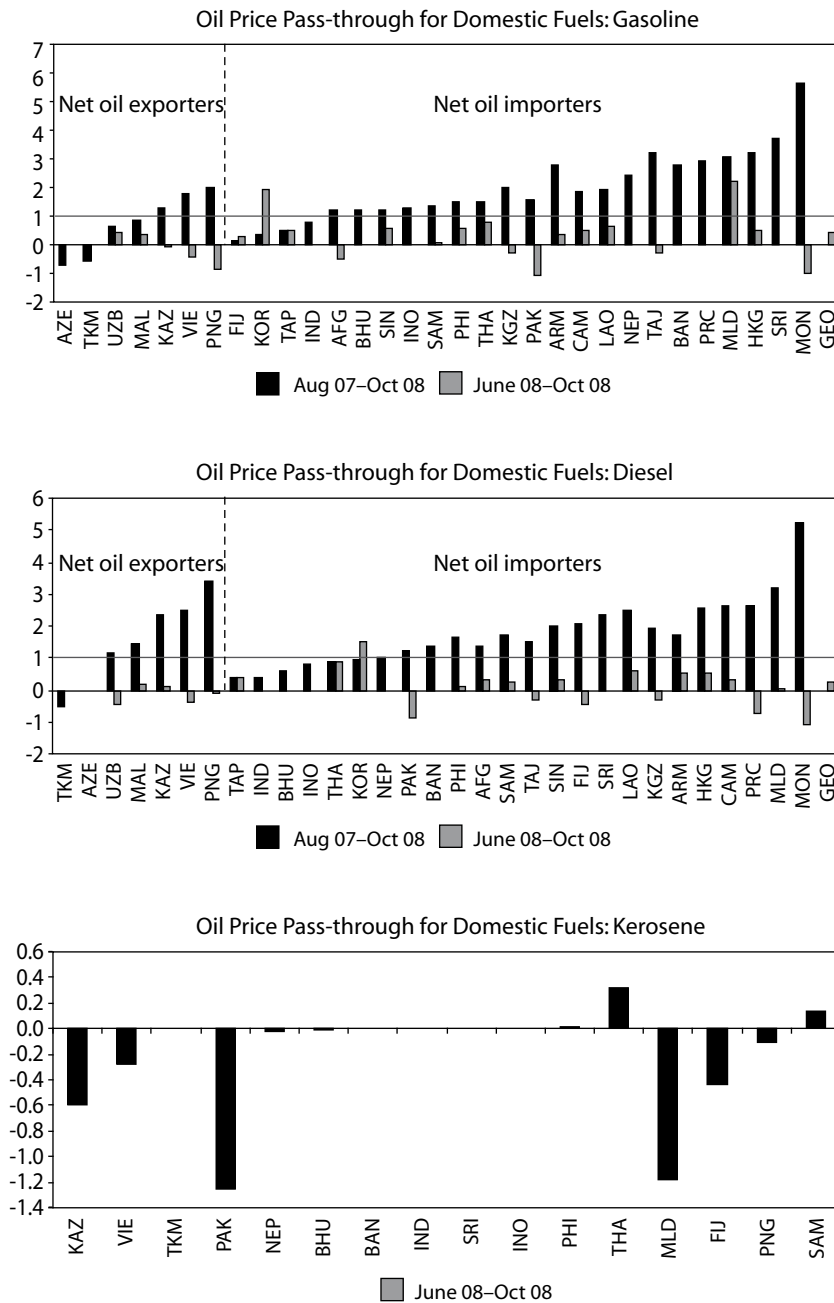 Oil Price Pass-through for Domestic Fuels: Gasoline
7
6
5
4
3
2
1
0
-1
-2
Net oil exporters
Net oil importers
AZE TKM UZB MAL KAZ VIE PNG FIJ KOR TAP IND AFG BHU SIN INO SAM PHI THA KGZ PAK ARM CAM LAO NEP TAJ BAN PRC MLD HKG SRI MON GEO
Aug 07–Oct 08 June 08–Oct 08
Oil Price Pass-through for Domestic Fuels: Diesel
6
5
4
3
2
1
0
-1
-2
Net oil exporters
Net oil importers
TKM AZE UZB MAL KAZ VIE PNG TAP IND BHU INO THA KOR NEP PAK BAN PHI AFG SAM TAJ SIN FIJ SRI LAO KGZ ARM HKG CAM PRC MLD MON GEO
Aug 07–Oct 08 June 08–Oct 08
Oil Price Pass-through for Domestic Fuels: Kerosene
0.6
0.4
0.2
0.0
-0.2
-0.4
-0.6
-0.8
-1.0
-1.2
-1.4
KAZ VIE TKM PAK NEP BHU BAN IND SRI INO PHI THA MLD FIJ PNG SAM
June 08–Oct 08